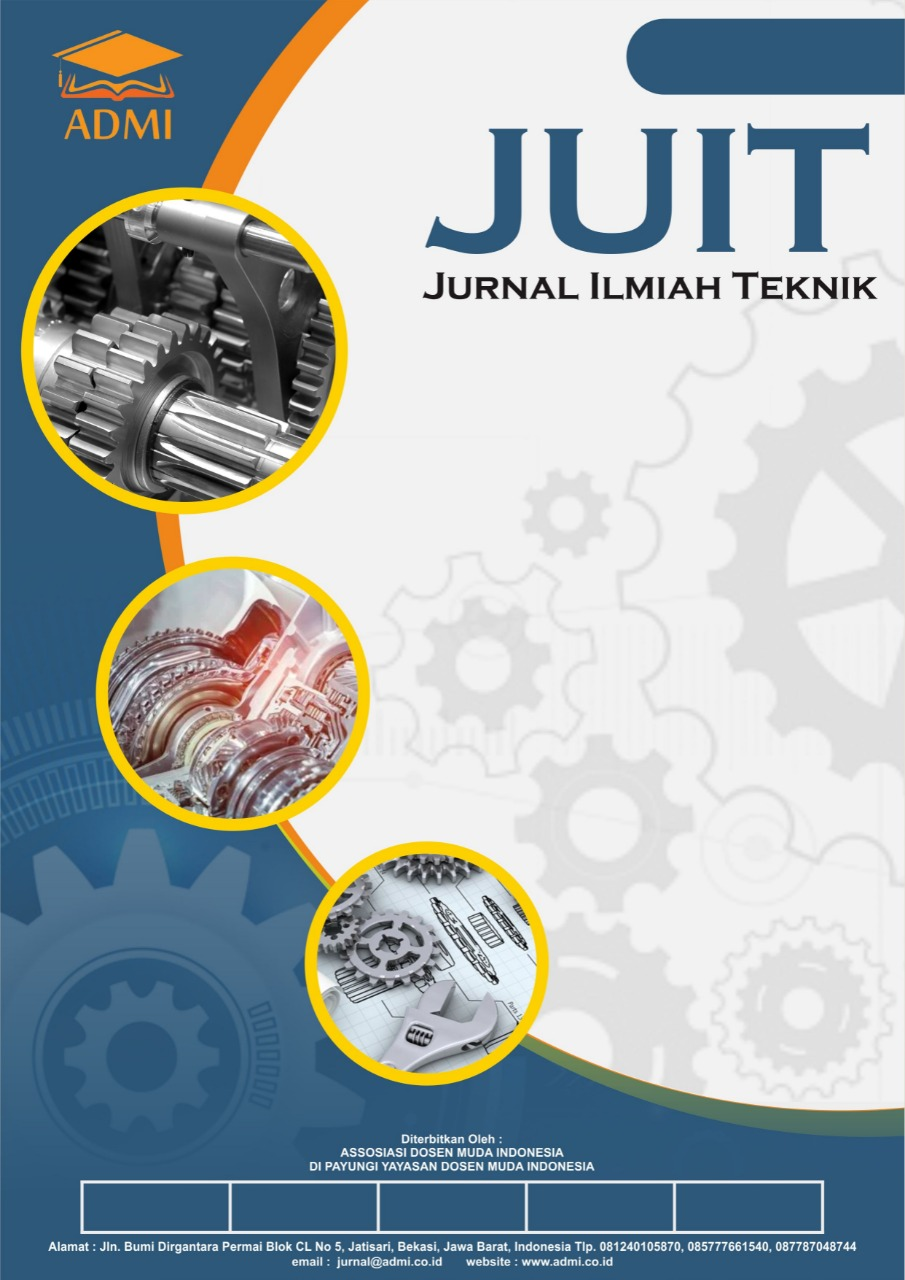 ADMI
JUIT
JURNAL ILMIAH TEKNIK
Diterbitkan Oleh :
ASSOSIASI DOSEN MUDA INDONESIA
DI PAYUNGI YAYASAN DOSEN MUDA INDONESIA
Alamat : Jln. Bumi Dirgantara Permai Blok CL No 5, Jatisari, Bekasi, Jawa Barat, Indonesia Tlp. 081240105870, 085777661540, 087787048744
email : jurnal@admi.co.id website : www.admi.co.id